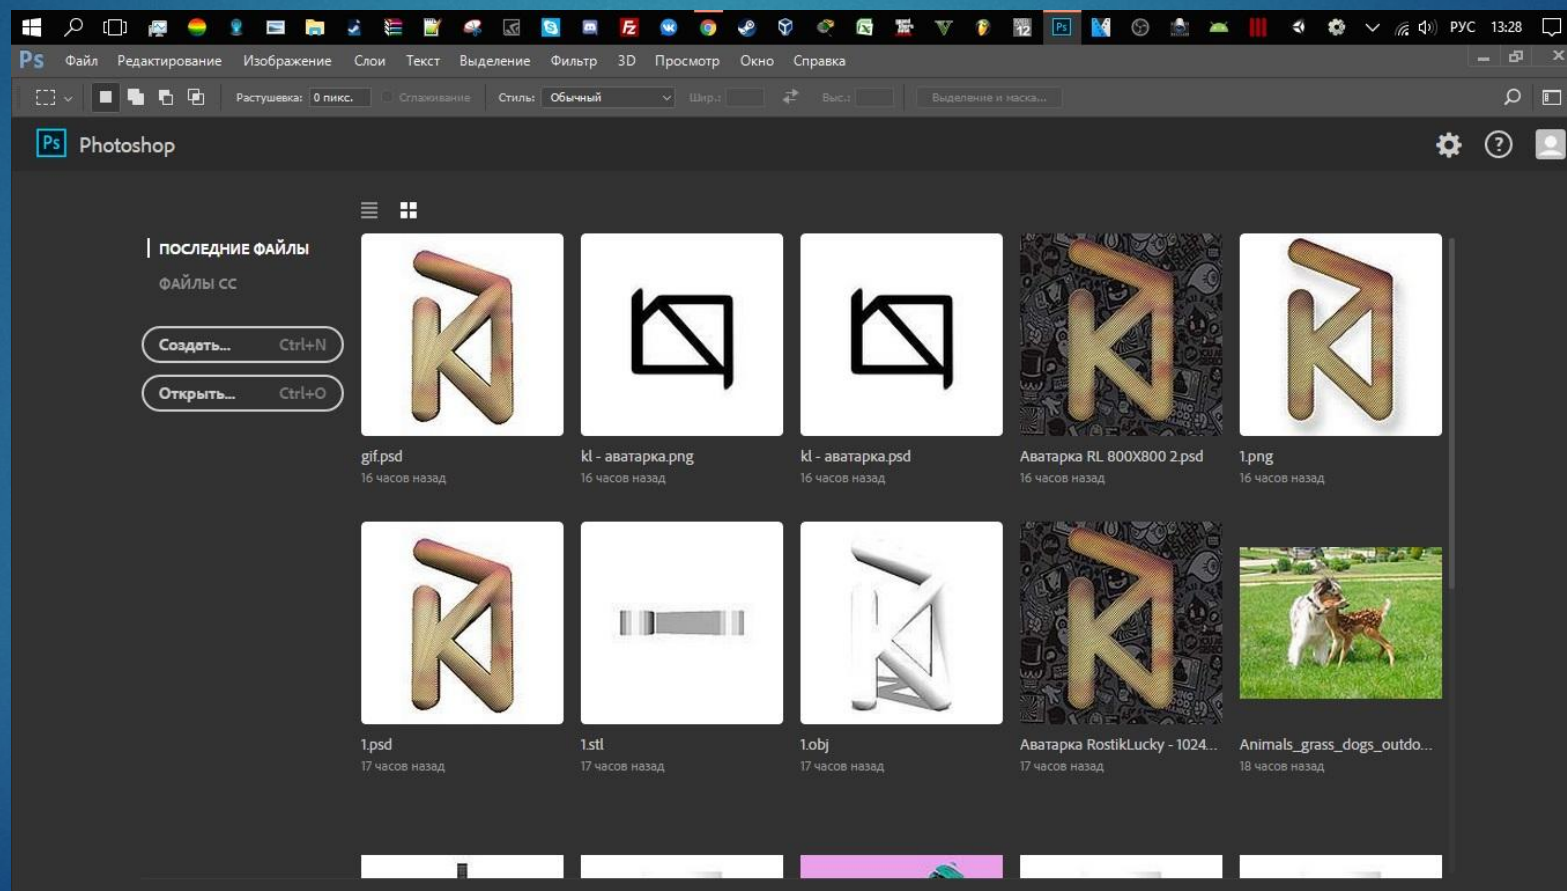 РУС 13:28
Ps Файл Редактирование Изображение Слои Текст Выделение Фильтр 3D Просмотр Окно Справка
Растушевка: 0 пикс. Сглаживание Стиль: Обычный Шир.: Выс.: Выделение и маска...
Ps Photoshop
ПОСЛЕДНИЕ ФАЙЛЫ
ФАЙЛЫ CC
Создать... Ctrl+N
Открыть... Ctrl+O
gif.psd kl - аватарка.png kl - аватарка.psd Аватарка RL 800X800 2.psd 1.png
16 часов назад 16 часов назад 16 часов назад 16 часов назад 16 часов назад
1.psd 1.stl 1.obj Аватарка RostikLucky - 1024... Animals_grass_dogs_outdo...
17 часов назад 17 часов назад 17 часов назад 17 часов назад 18 часов назад